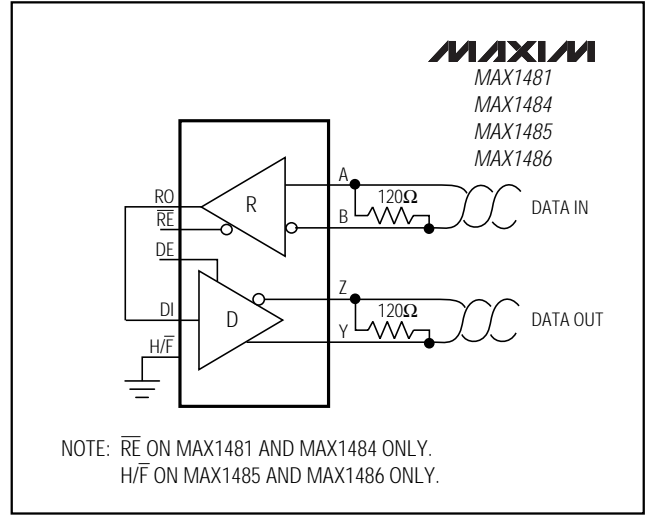 MAXIM
MAX1481
MAX1484
MAX1485
MAX1486
A
RO
R
120Ω
RE̅
B
DATA IN
DE
Z
DI
D
120Ω
DATA OUT
Y
H/F̅
NOTE: R̅E̅ ON MAX1481 AND MAX1484 ONLY.
H/F̅ ON MAX1485 AND MAX1486 ONLY.